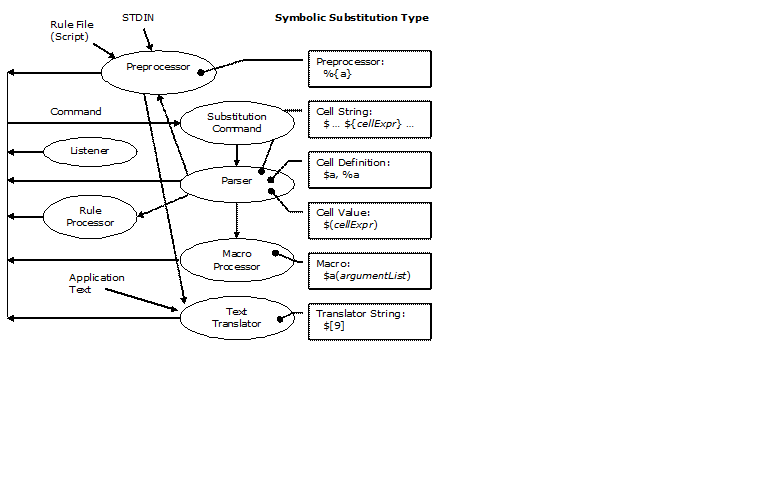 STDIN
Symbolic Substitution Type
Rule File
(Script)
Preprocessor
Preprocessor:
%{a}
Command
Substitution
Command
Cell String:
$ ... ${cellExpr} ...
Listener
Parser
Cell Definition:
$a, %a
Rule
Processor
Cell Value:
$(cellExpr)
Macro
Processor
Macro:
$a(argumentList)
Application
Text
Text
Translator
Translator String:
$[9]